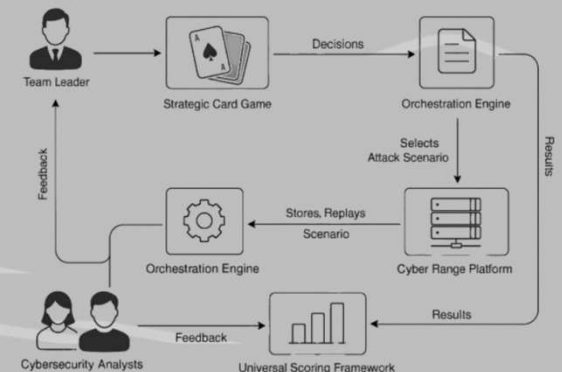 Team Leader
Strategic Card Game
Decisions
Orchestration Engine
Selects
Attack Scenario
Results
Feedback
Stores, Replays
Scenario
Orchestration Engine
Cyber Range Platform
Results
Feedback
Cybersecurity Analysts
Universal Scoring Framework
A
A